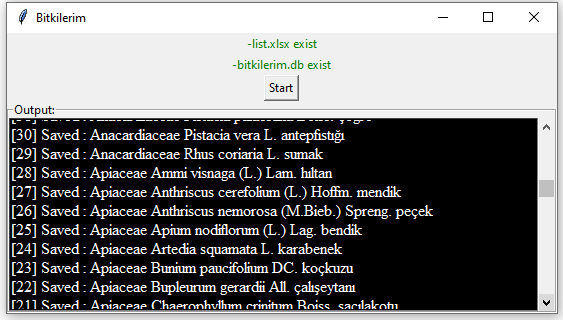 Bitkilerim
-list.xlsx exist
-bitkilerim.db exist
Start
Output:
[30] Saved : Anacardiaceae Pistacia vera L. antepfıstığı
[29] Saved : Anacardiaceae Rhus coriaria L. sumak
[28] Saved : Apiaceae Ammi visnaga (L.) Lam. hıltan
[27] Saved : Apiaceae Anthriscus cerefolium (L.) Hoffm. mendik
[26] Saved : Apiaceae Anthriscus nemorosa (M.Bieb.) Spreng. peçek
[25] Saved : Apiaceae Apium nodiflorum (L.) Lag. bendik
[24] Saved : Apiaceae Artedia squamata L. karabenek
[23] Saved : Apiaceae Bunium paucifolium DC. koçkuzu
[22] Saved : Apiaceae Bupleurum gerardii All. çalışeytanı
[21] Saved : Apiaceae Chaerophyllum crinitum Boiss. saçılakotu